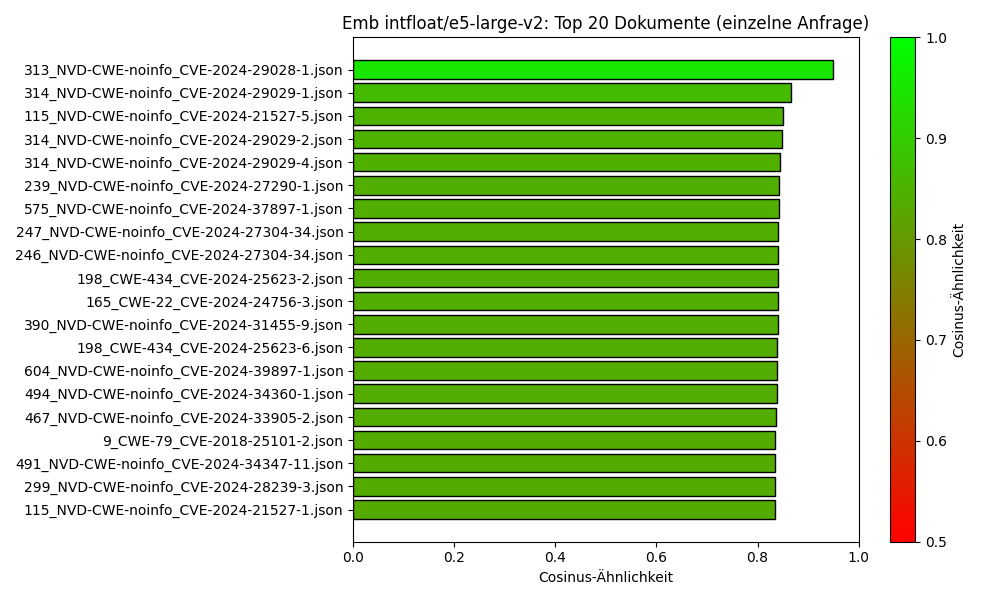 Emb intfloat/e5-large-v2: Top 20 Dokumente (einzelne Anfrage)
313_NVD-CWE-noinfo_CVE-2024-29028-1.json
314_NVD-CWE-noinfo_CVE-2024-29029-1.json
115_NVD-CWE-noinfo_CVE-2024-21527-5.json
314_NVD-CWE-noinfo_CVE-2024-29029-2.json
314_NVD-CWE-noinfo_CVE-2024-29029-4.json
239_NVD-CWE-noinfo_CVE-2024-27290-1.json
575_NVD-CWE-noinfo_CVE-2024-37897-1.json
247_NVD-CWE-noinfo_CVE-2024-27304-34.json
246_NVD-CWE-noinfo_CVE-2024-27304-34.json
198_CWE-434_CVE-2024-25623-2.json
165_CWE-22_CVE-2024-24756-3.json
390_NVD-CWE-noinfo_CVE-2024-31455-9.json
198_CWE-434_CVE-2024-25623-6.json
604_NVD-CWE-noinfo_CVE-2024-39897-1.json
494_NVD-CWE-noinfo_CVE-2024-34360-1.json
467_NVD-CWE-noinfo_CVE-2024-33905-2.json
9_CWE-79_CVE-2018-25101-2.json
491_NVD-CWE-noinfo_CVE-2024-34347-11.json
299_NVD-CWE-noinfo_CVE-2024-28239-3.json
115_NVD-CWE-noinfo_CVE-2024-21527-1.json
0.0 0.2 0.4 0.6 0.8 1.0
Cosinus-Ähnlichkeit
1.0
0.9
0.8
0.7
0.6
0.5
Cosinus-Ähnlichkeit